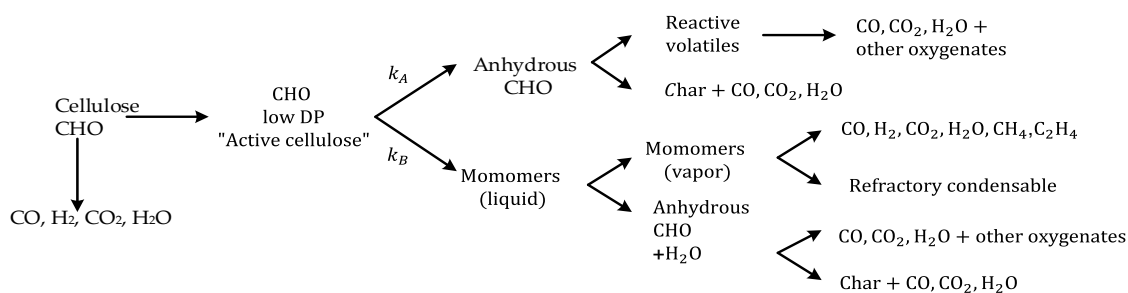 Cellulose
CHO
CO, H₂, CO₂, H₂O
CHO
low DP
"Active cellulose"
k_A
k_B
Anhydrous
CHO
Momomers
(liquid)
Reactive
volatiles
Char + CO, CO₂, H₂O
Momomers
(vapor)
Anhydrous
CHO
+H₂O
CO, CO₂, H₂O +
other oxygenates
CO, H₂, CO₂, H₂O, CH₄,C₂H₄
Refractory condensable
CO, CO₂, H₂O + other oxygenates
Char + CO, CO₂, H₂O